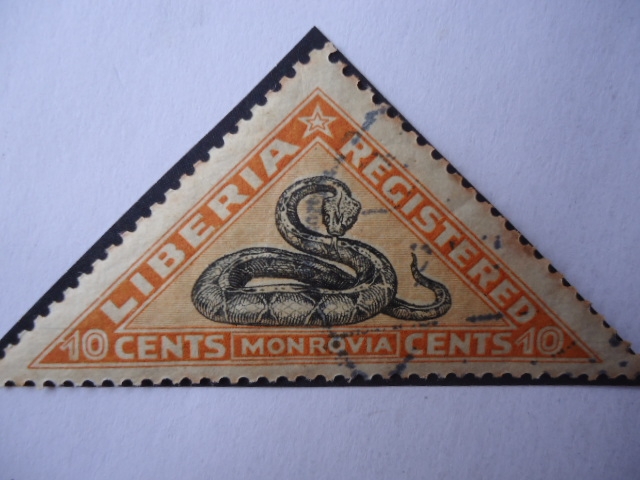 LIBERIA
REGISTERED
10 CENTS MONROVIA CENTS 10